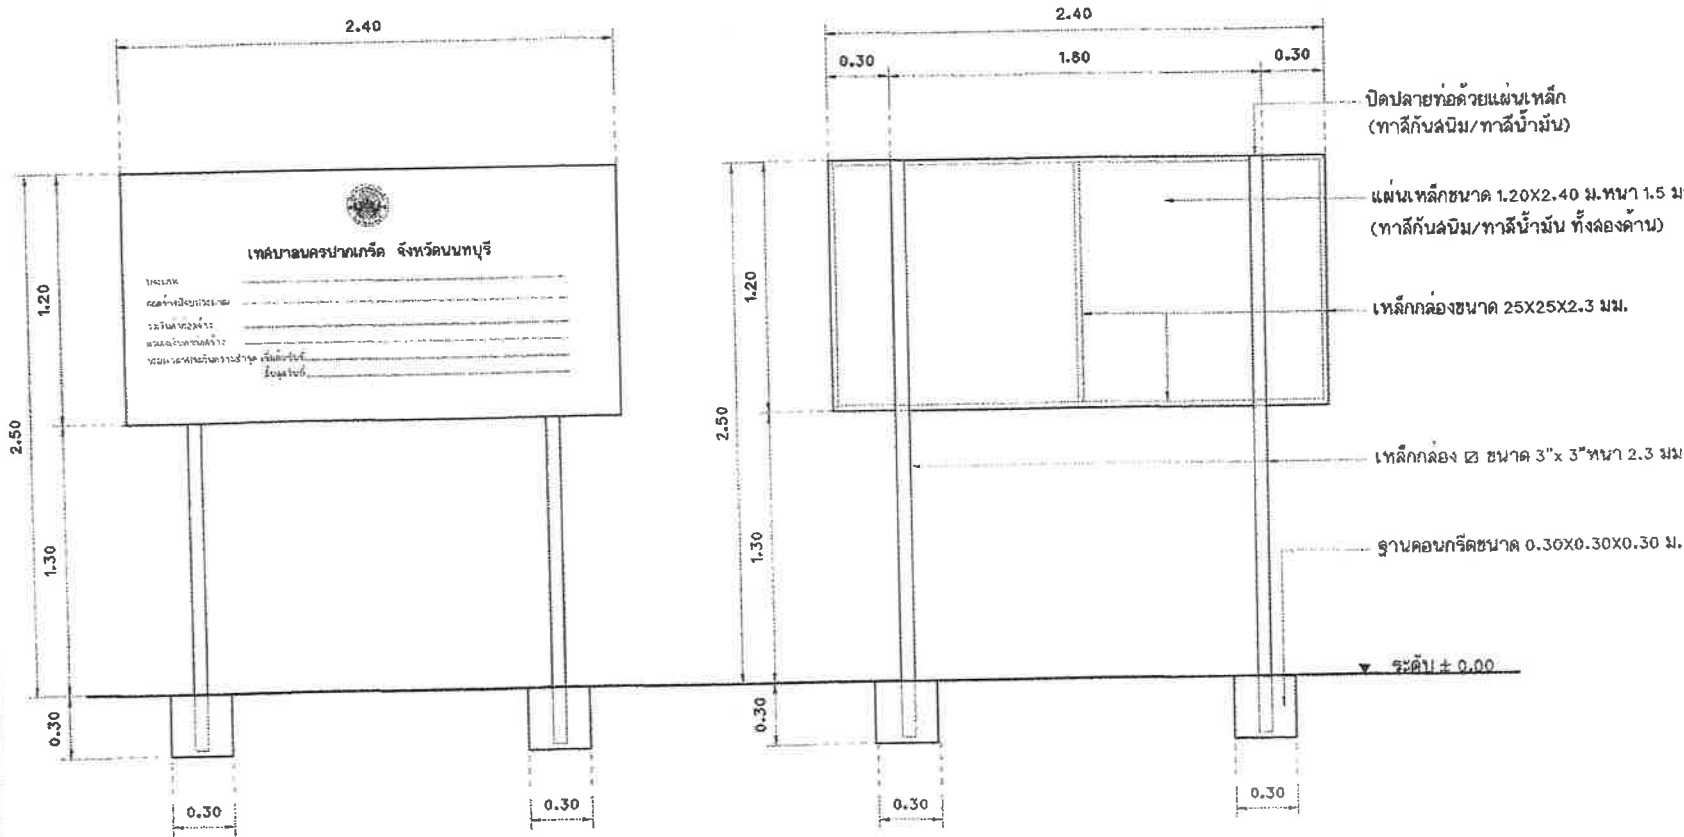 2.40
1.20
2.50
1.30
0.30
0.30
0.30
เทศบาลนครปากเกร็ด จังหวัดนนทบุรี
2.40
0.30
1.80
0.30
1.20
2.50
1.30
0.30
0.30
0.30
ปิดปลายท่อด้วยแผ่นเหล็ก
(ทาสีกันสนิม/ทาสีน้ำมัน)
แผ่นเหล็กขนาด 1.20X2.40 ม.หนา 1.5 ม
(ทาสีกันสนิม/ทาสีน้ำมัน ทั้งสองด้าน)
เหล็กกล่องขนาด 25X25X2.3 มม.
เหล็กกล่อง ⍁ ขนาด 3"x 3"หนา 2.3 มม
ฐานคอนกรีตขนาด 0.30X0.30X0.30 ม.
ระดับ ± 0.00